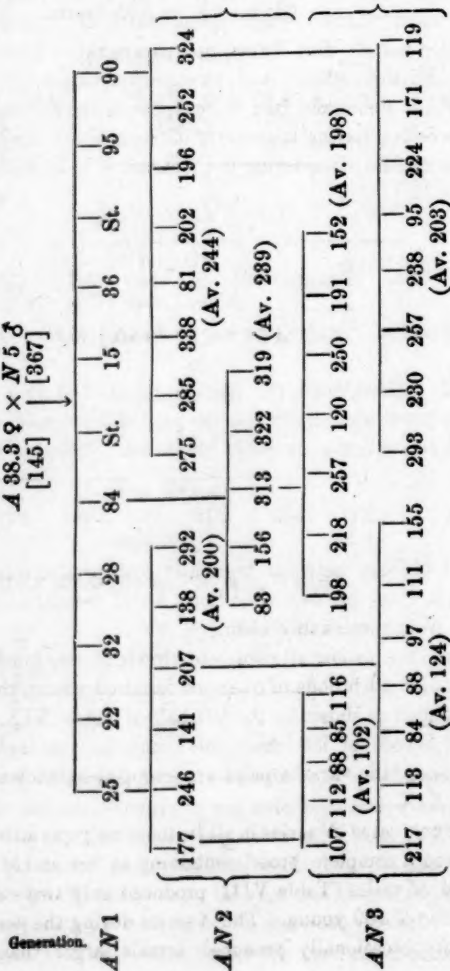 A 38.3 ♀ × N 5 ♂
[145] [367]
Generation.
AN 1 25 22 32 28 84 St. 15 86 St. 95 90
177 246 141 207 138 292 275 285 338 81 202 196 252 324
(Av. 200) (Av. 244)
AN 2
83 156 313 322 319 (Av. 239)
107 112 88 85 116 198 218 257 120 250 191 152 (Av. 198)
(Av. 102)
AN 3
217 113 84 88 97 111 155 293 230 257 238 95 224 171 119
(Av. 124) (Av. 203)